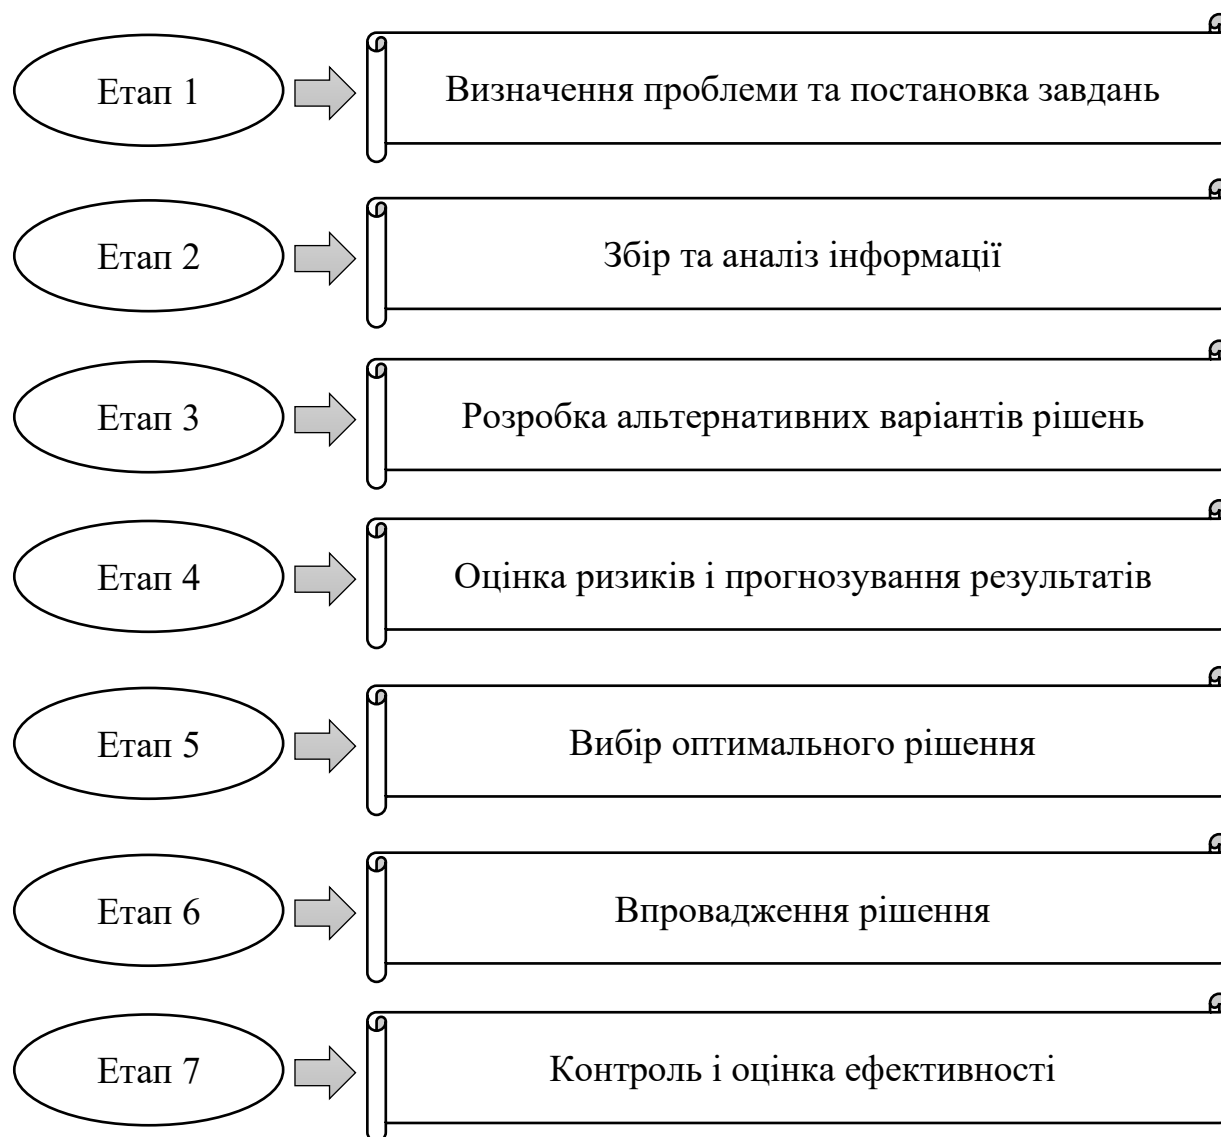 Етап 1
Визначення проблеми та постановка завдань
Етап 2
Збір та аналіз інформації
Етап 3
Розробка альтернативних варіантів рішень
Етап 4
Оцінка ризиків і прогнозування результатів
Етап 5
Вибір оптимального рішення
Етап 6
Впровадження рішення
Етап 7
Контроль і оцінка ефективності